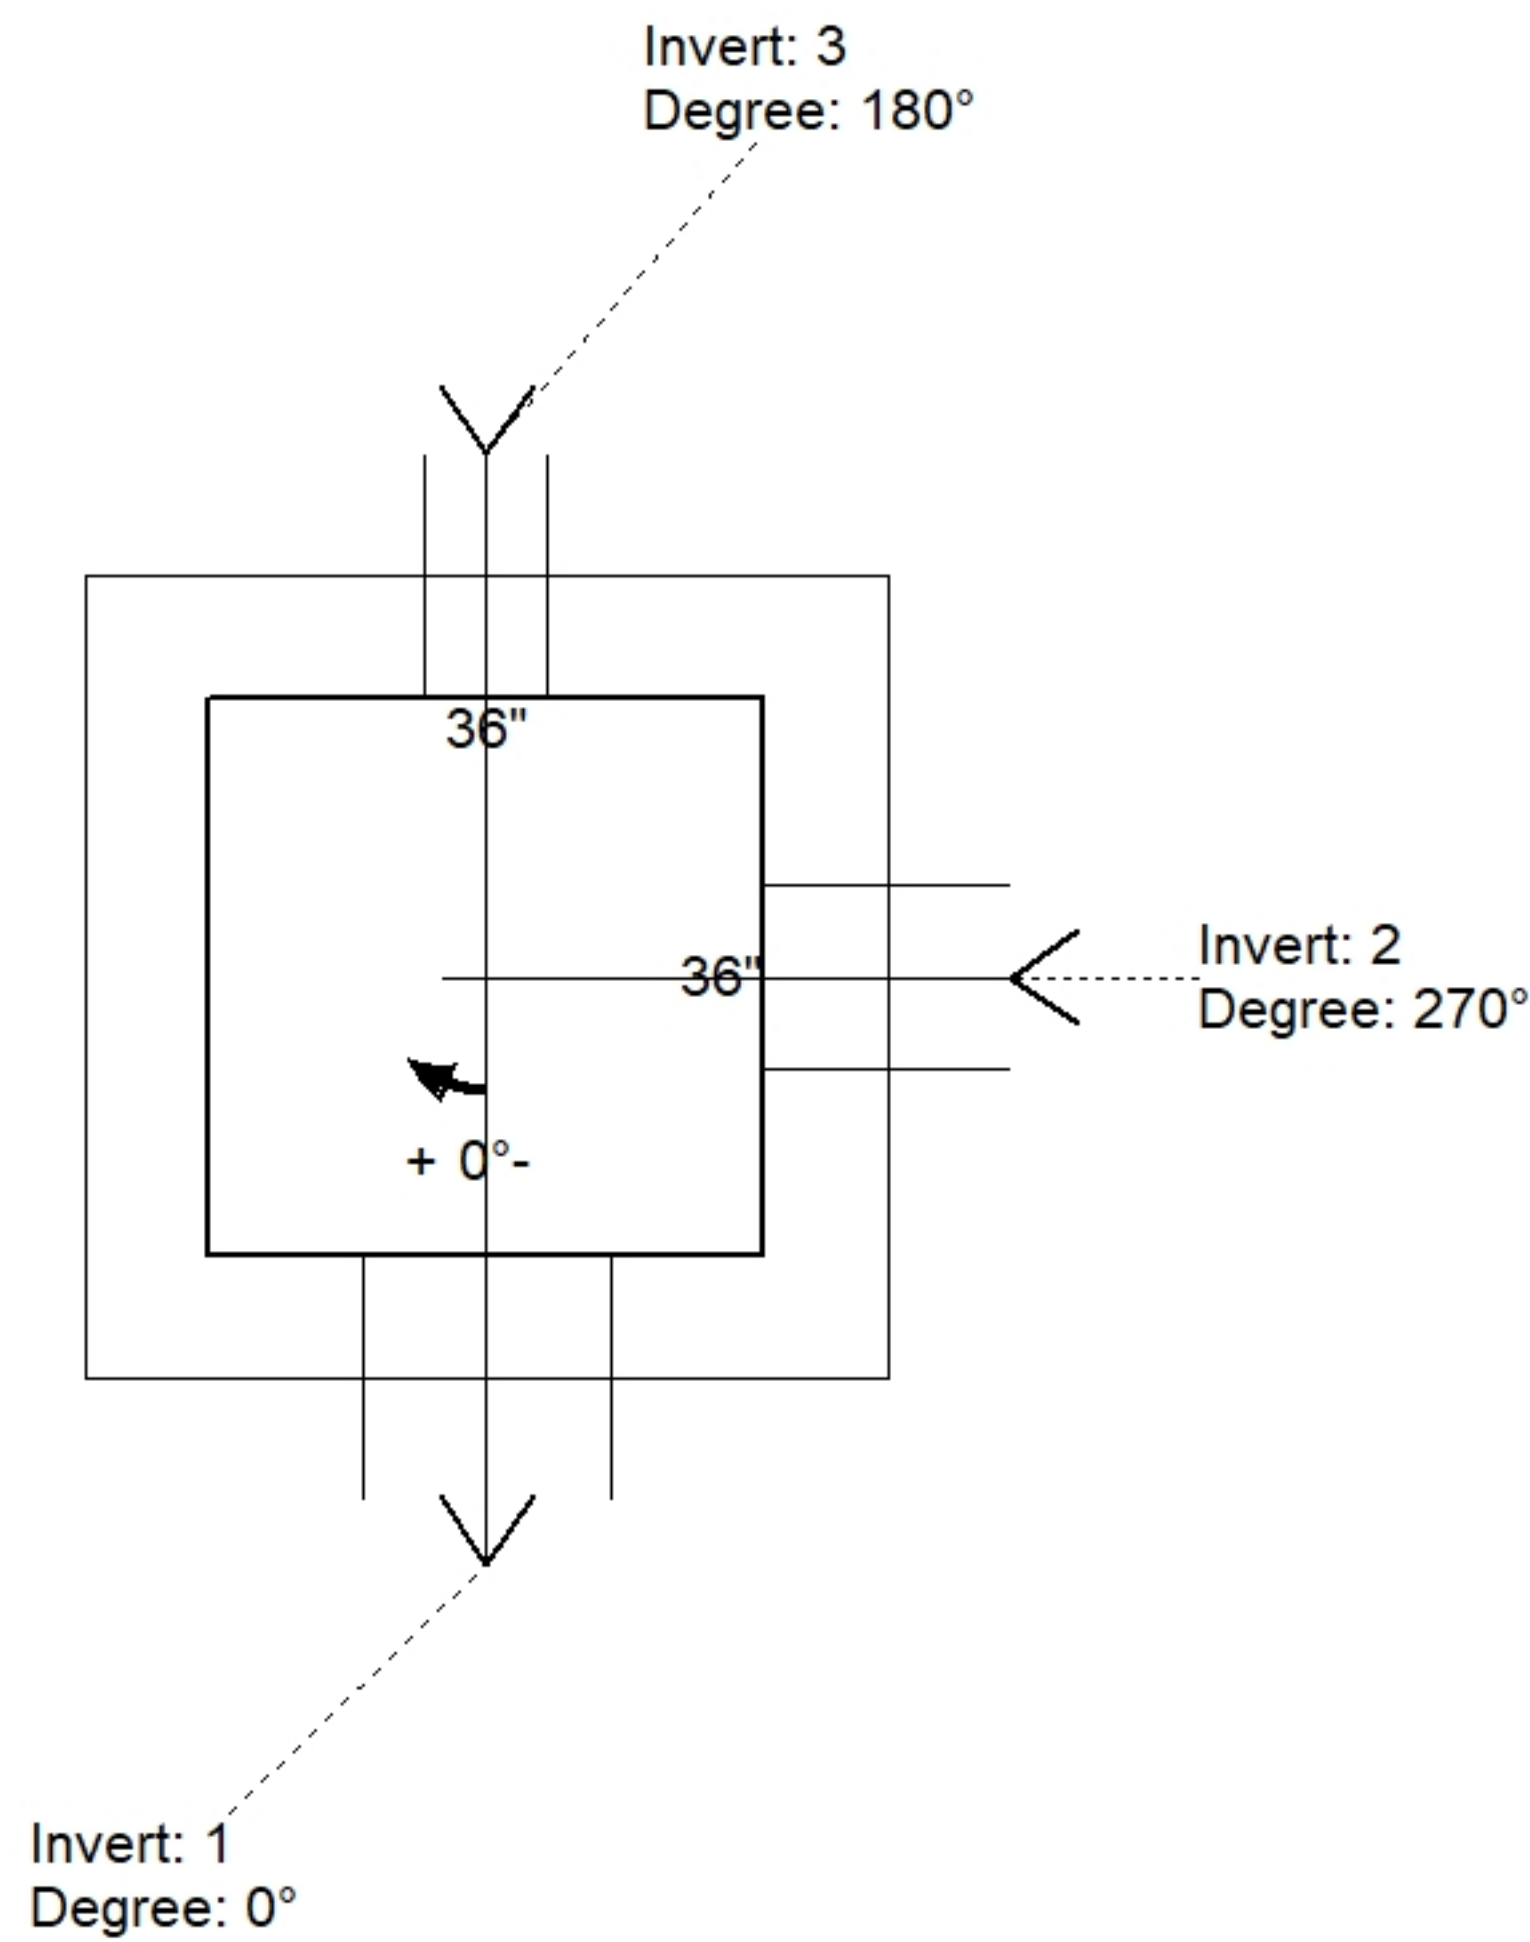 Invert: 3
Degree: 180°
36"
36"
Invert: 2
Degree: 270°
+ 0°-
Invert: 1
Degree: 0°